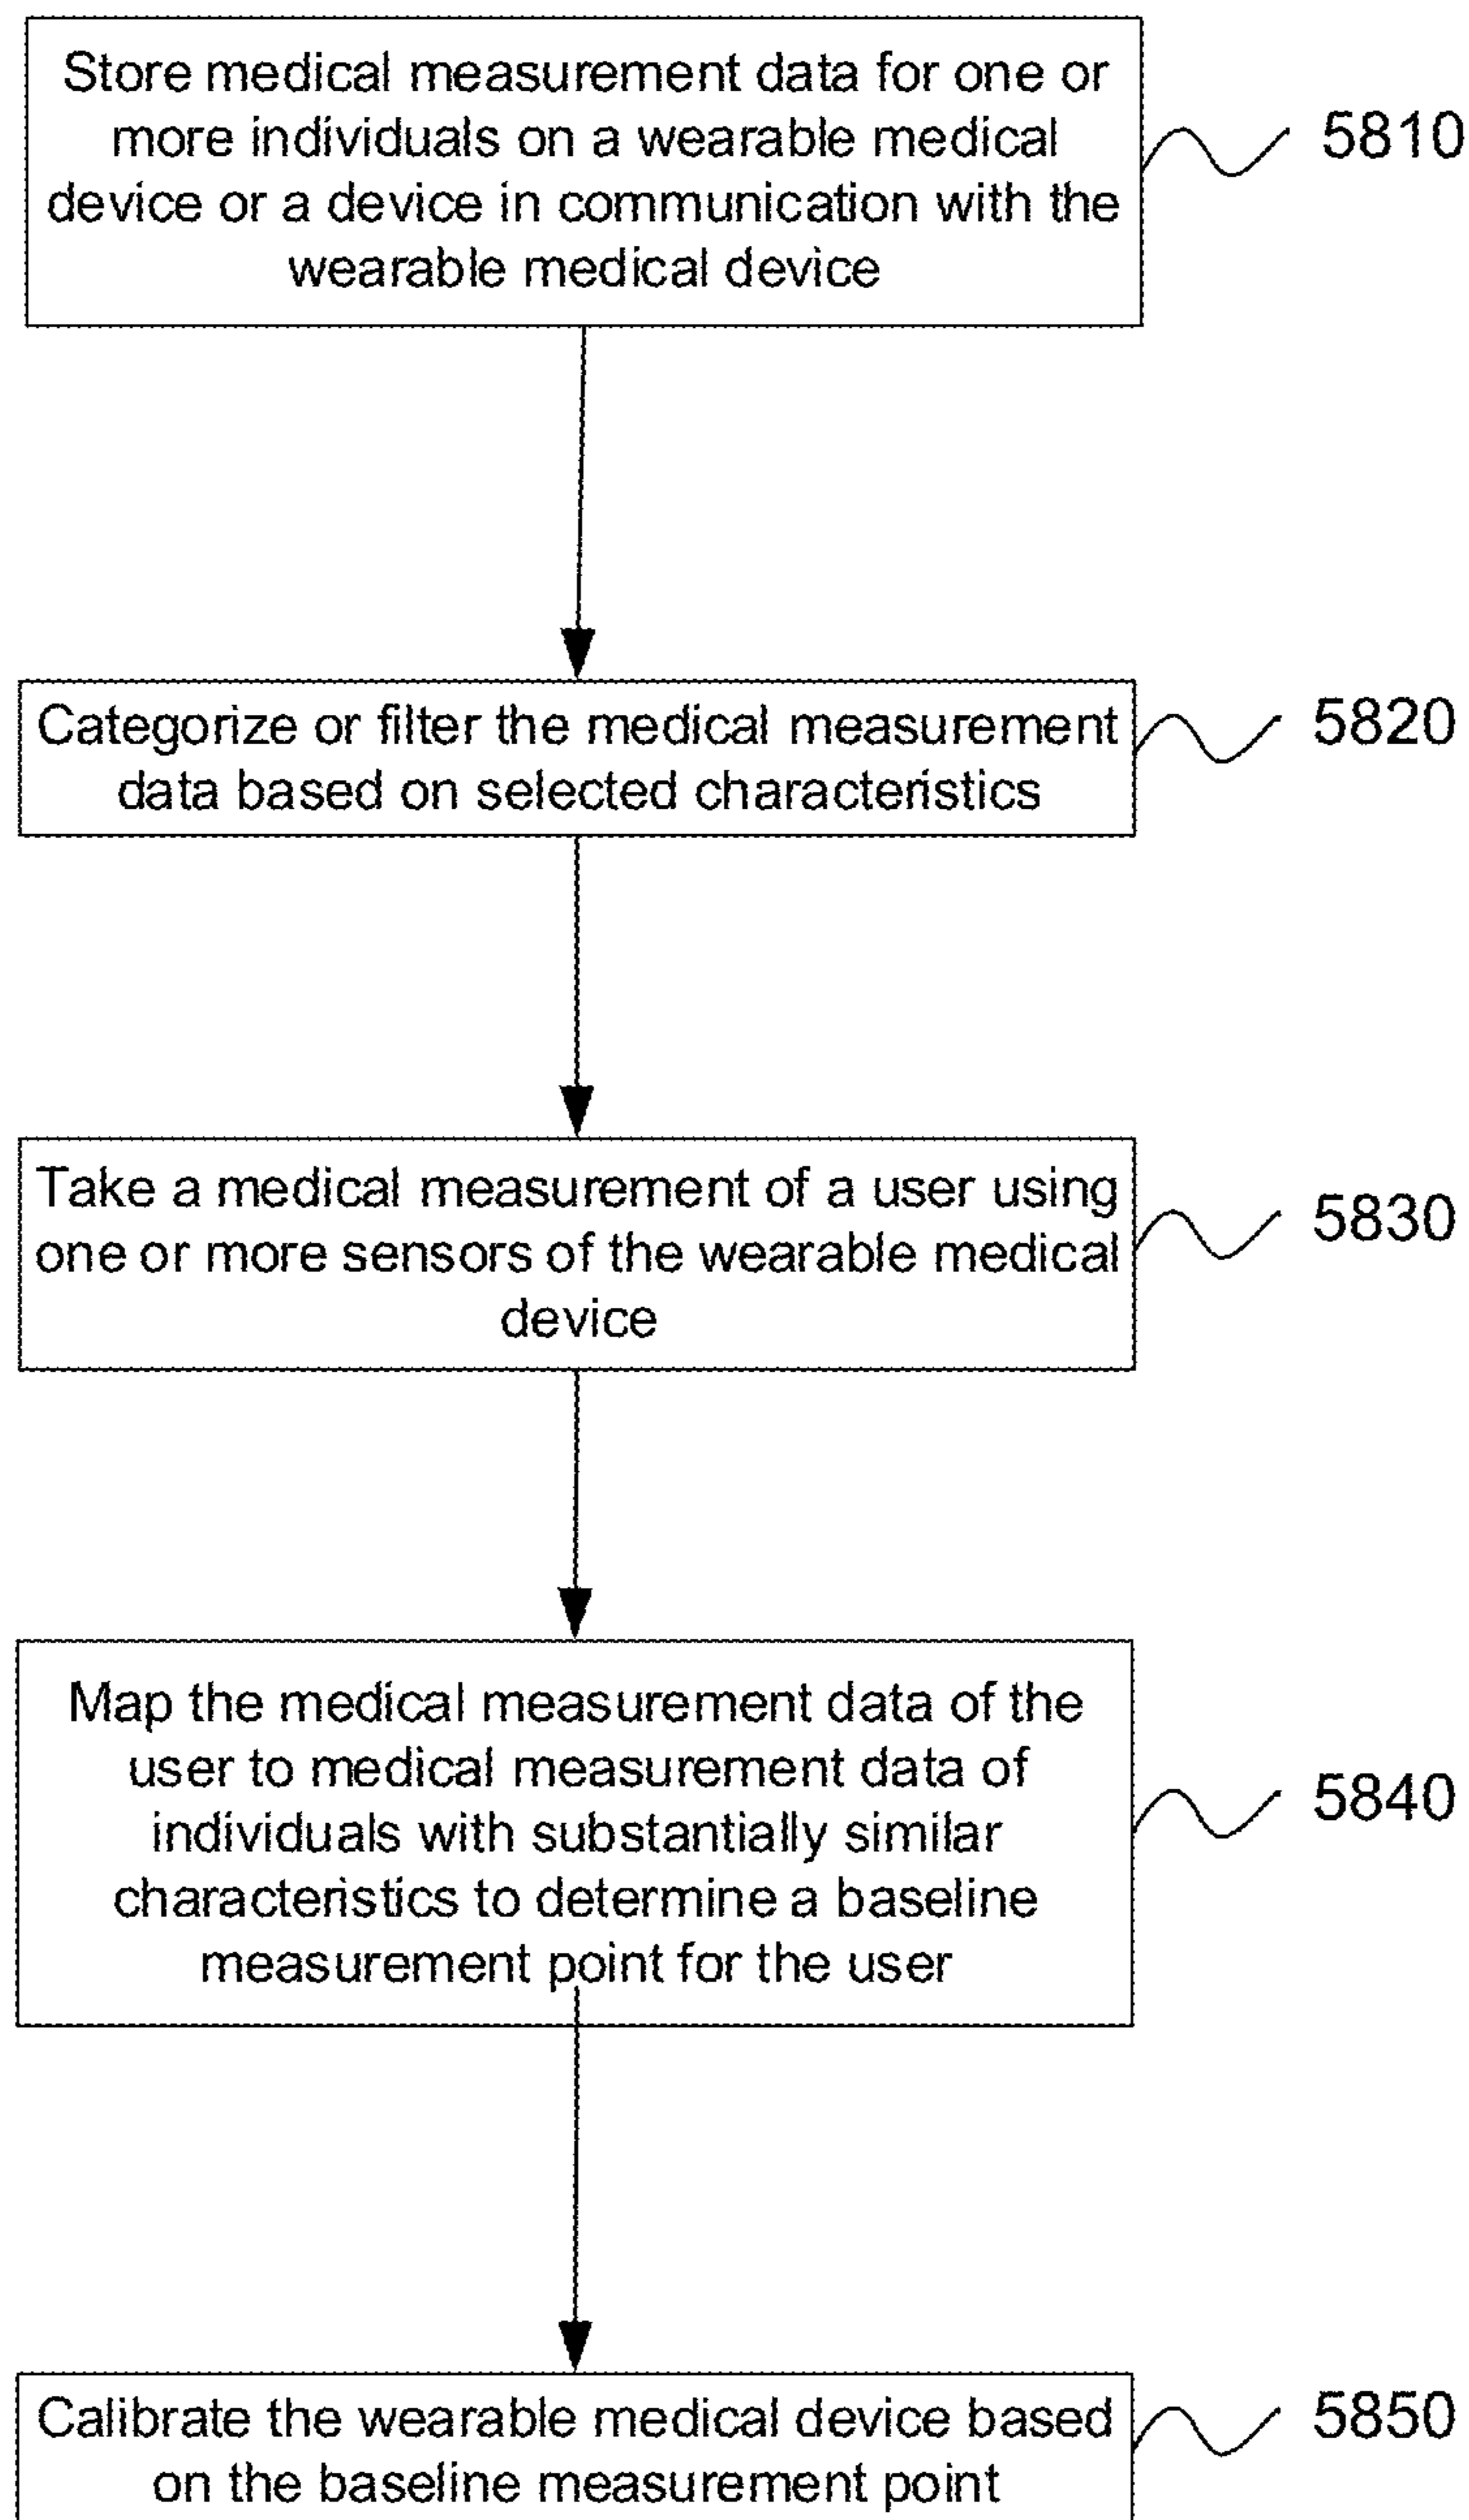 Store medical measurement data for one or
more individuals on a wearable medical
device or a device in communication with the
wearable medical device
5810
Categorize or filter the medical measurement
data based on selected characteristics
5820
Take a medical measurement of a user using
one or more sensors of the wearable medical
device
5830
Map the medical measurement data of the
user to medical measurement data of
individuals with substantially similar
characteristics to determine a baseline
measurement point for the user
5840
Calibrate the wearable medical device based
on the baseline measurement point
5850